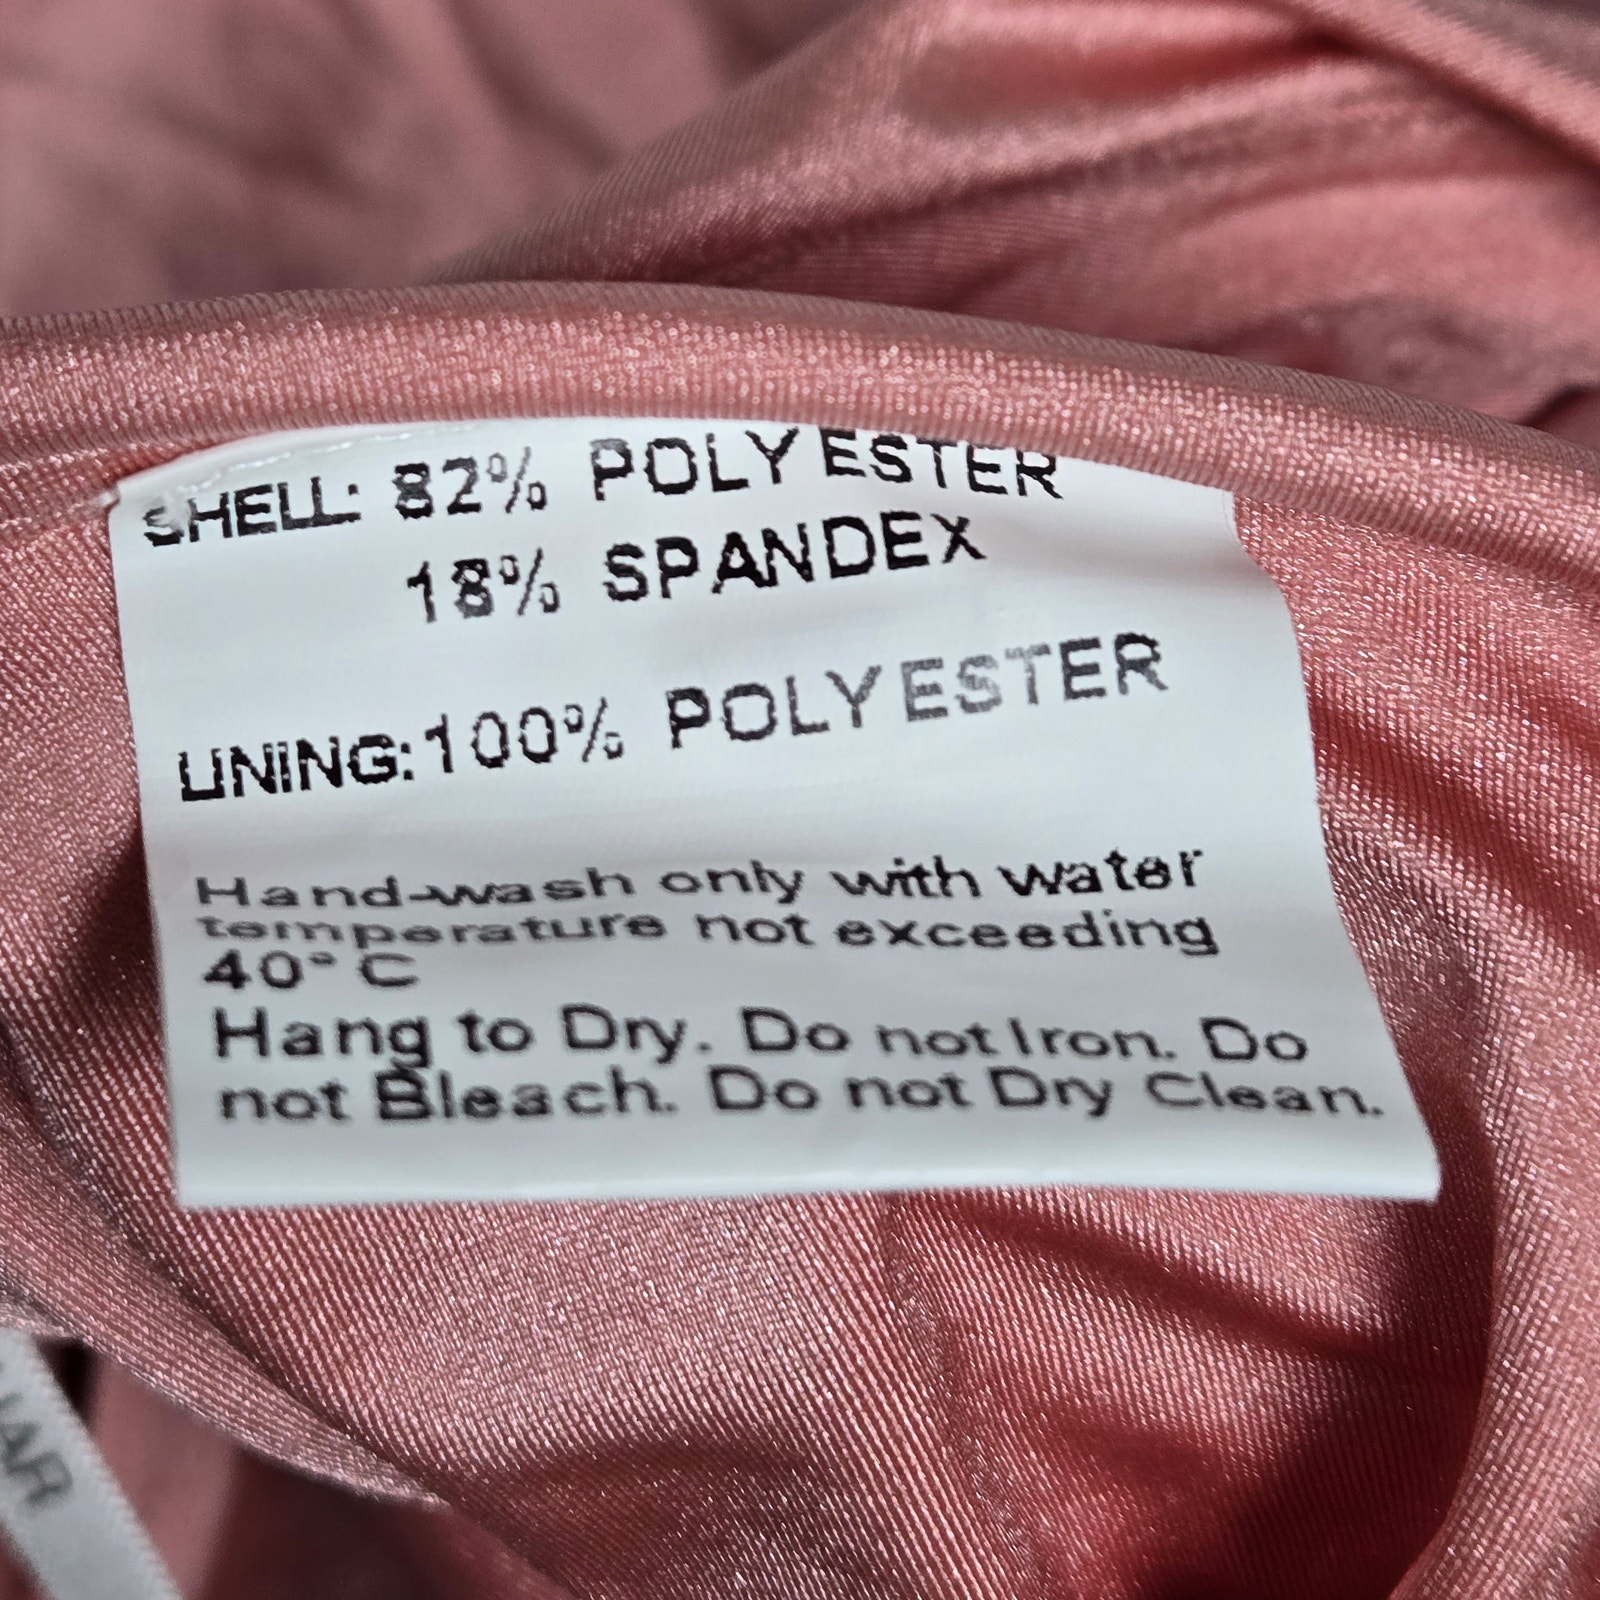 SHELL: 82% POLYESTER
18% SPANDEX
LINING:100% POLYESTER
Hand-wash only with water
temperature not exceeding
40° C
Hang to Dry. Do not Iron. Do
not Bleach. Do not Dry Clean.